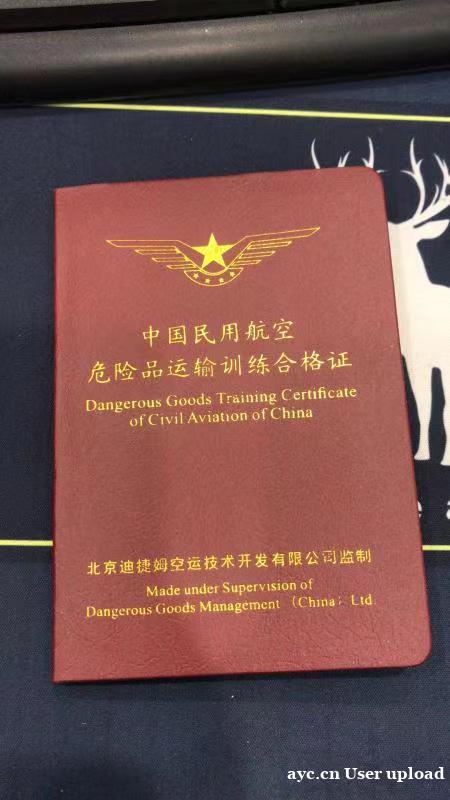 中国民用航空
危险品运输训练合格证
Dangerous Goods Training Certificate
of Civil Aviation of China
北京迪捷姆空运技术开发有限公司监制
Made under Supervision of
Dangerous Goods Management （China） Ltd.
ayc.cn User upload